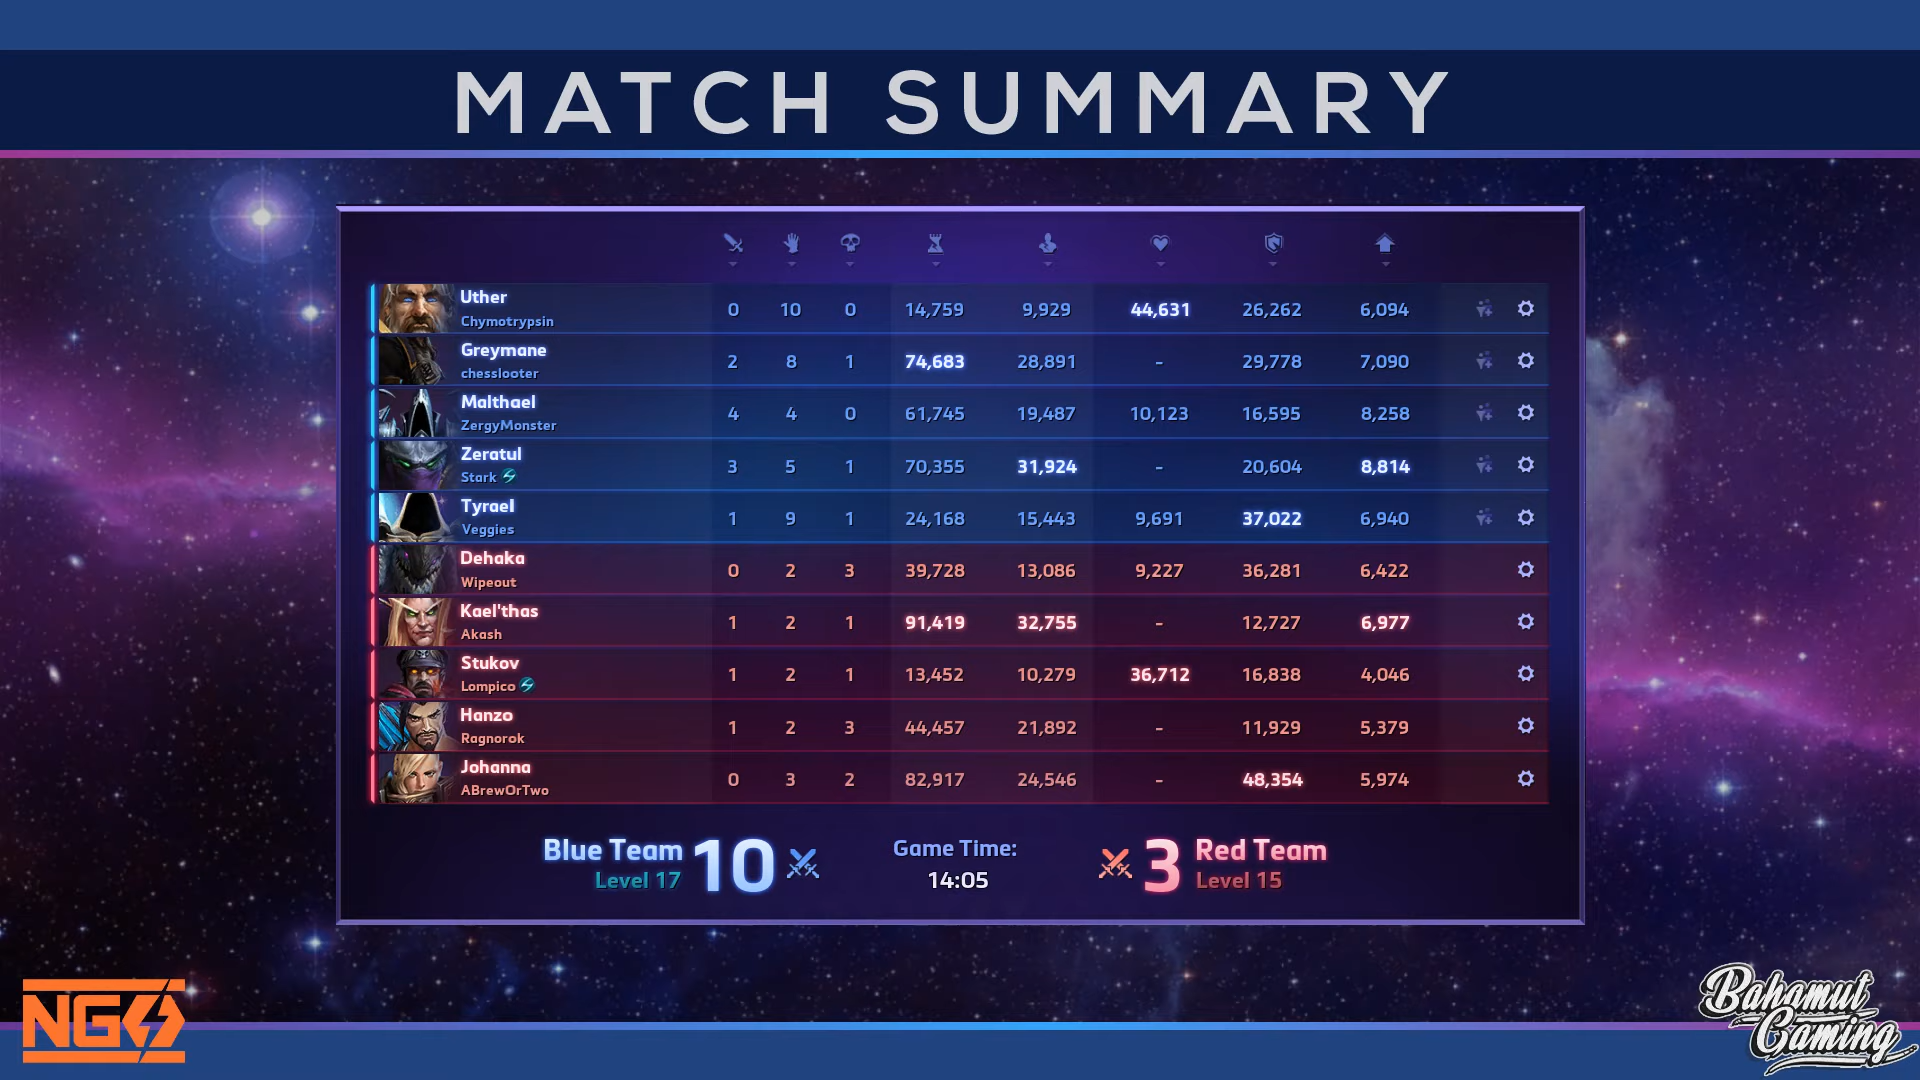 MATCH SUMMARY
Uther
Chymotrypsin
0 10 0 14,759 9,929 44,631 26,262 6,094
Greymane
chesslooter
2 8 1 74,683 28,891 - 29,778 7,090
Malthael
ZergyMonster
4 4 0 61,745 19,487 10,123 16,595 8,258
Zeratul
Stark
3 5 1 70,355 31,924 - 20,604 8,814
Tyrael
Veggies
1 9 1 24,168 15,443 9,691 37,022 6,940
Dehaka
Wipeout
0 2 3 39,728 13,086 9,227 36,281 6,422
Kael'thas
Akash
1 2 1 91,419 32,755 - 12,727 6,977
Stukov
Lompico
1 2 1 13,452 10,279 36,712 16,838 4,046
Hanzo
Ragnorok
1 2 3 44,457 21,892 - 11,929 5,379
Johanna
ABrewOrTwo
0 3 2 82,917 24,546 - 48,354 5,974
Blue Team 10 Game Time: 3 Red Team
Level 17 14:05 Level 15
NGS
Bahamut
Gaming